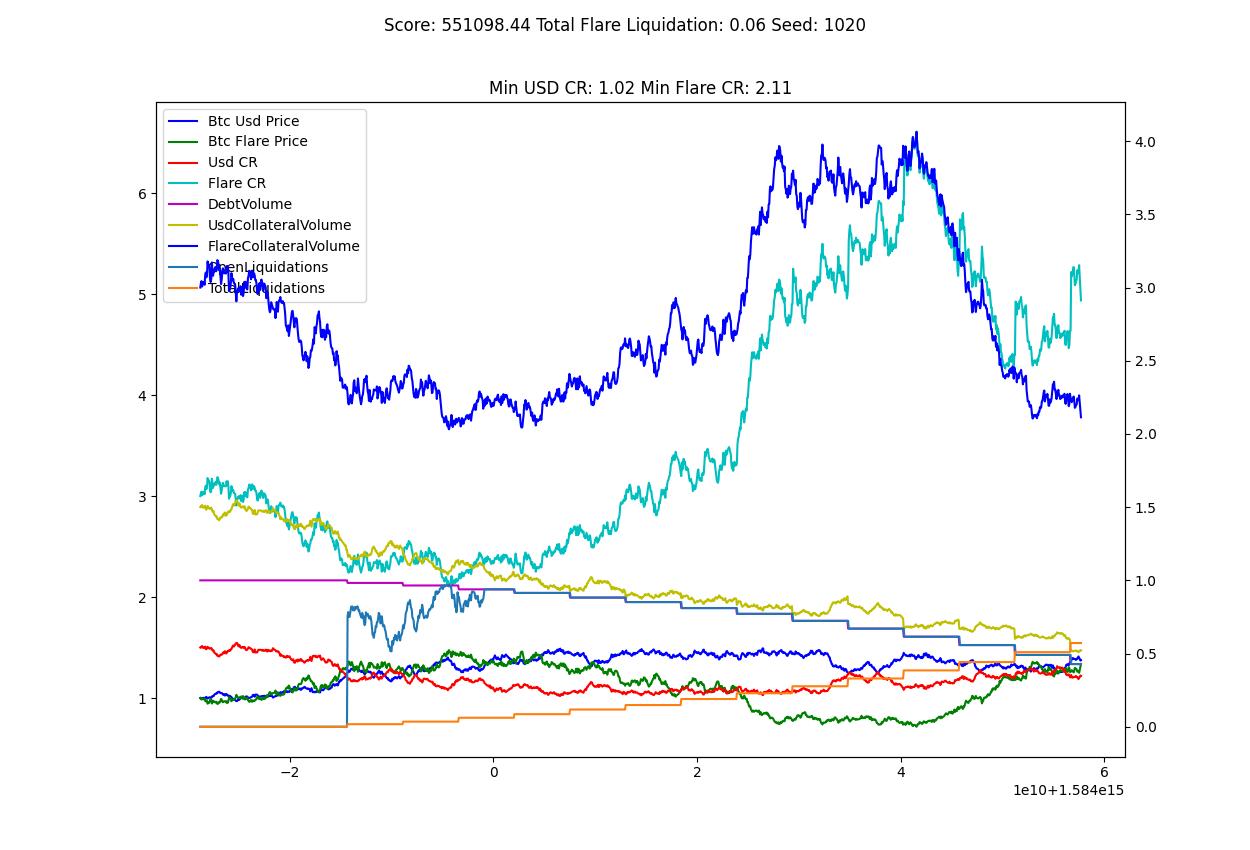 Score: 551098.44 Total Flare Liquidation: 0.06 Seed: 1020
Min USD CR: 1.02 Min Flare CR: 2.11
Btc Usd Price
Btc Flare Price
Usd CR
Flare CR
DebtVolume
UsdCollateralVolume
FlareCollateralVolume
OpenLiquidations
TotalLiquidations
6
5
4
3
2
1
4.0
3.5
3.0
2.5
2.0
1.5
1.0
0.5
0.0
−2
0
2
4
6
1e10+1.584e15